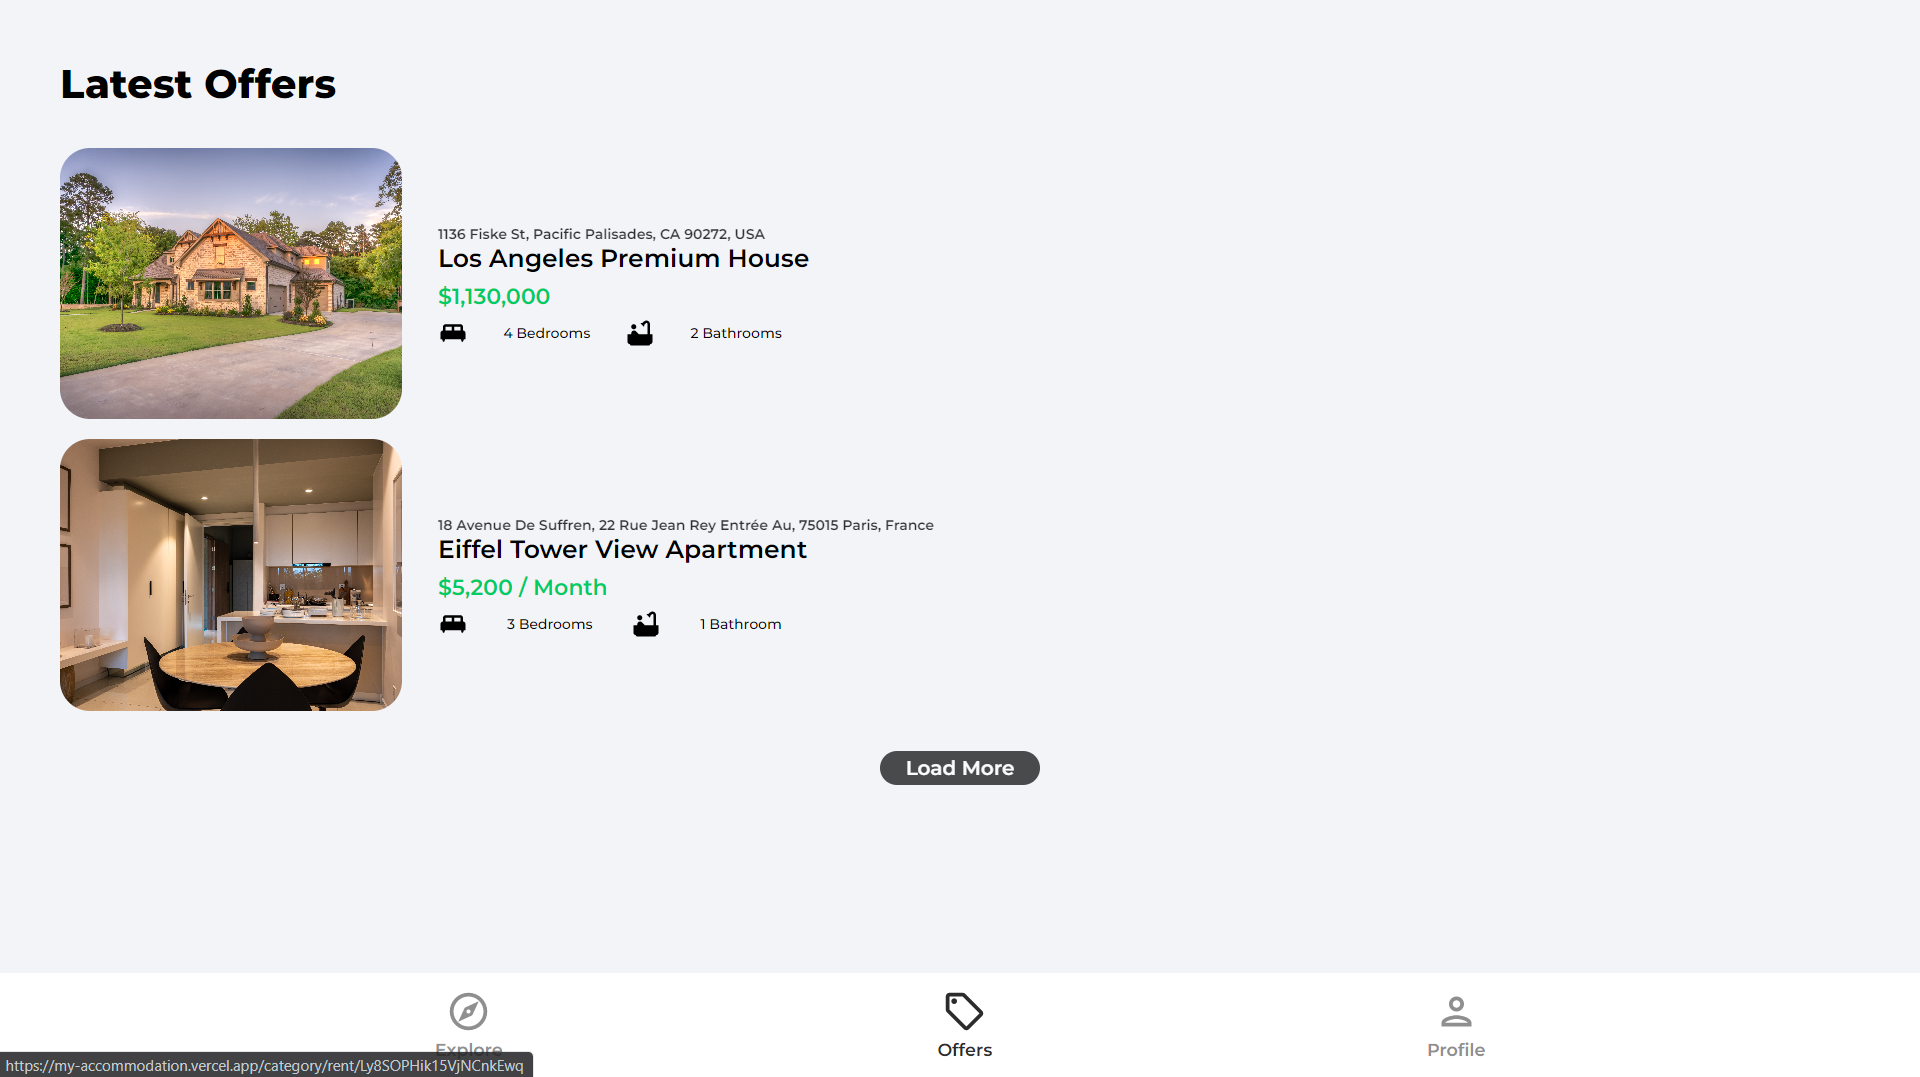 Latest Offers
1136 Fiske St, Pacific Palisades, CA 90272, USA
Los Angeles Premium House
$1,130,000
4 Bedrooms 2 Bathrooms
18 Avenue De Suffren, 22 Rue Jean Rey Entrée Au, 75015 Paris, France
Eiffel Tower View Apartment
$5,200 / Month
3 Bedrooms 1 Bathroom
Load More
Explore Offers Profile
https://my-accommodation.vercel.app/category/rent/Ly8SOPHik15VjNCnkEwq